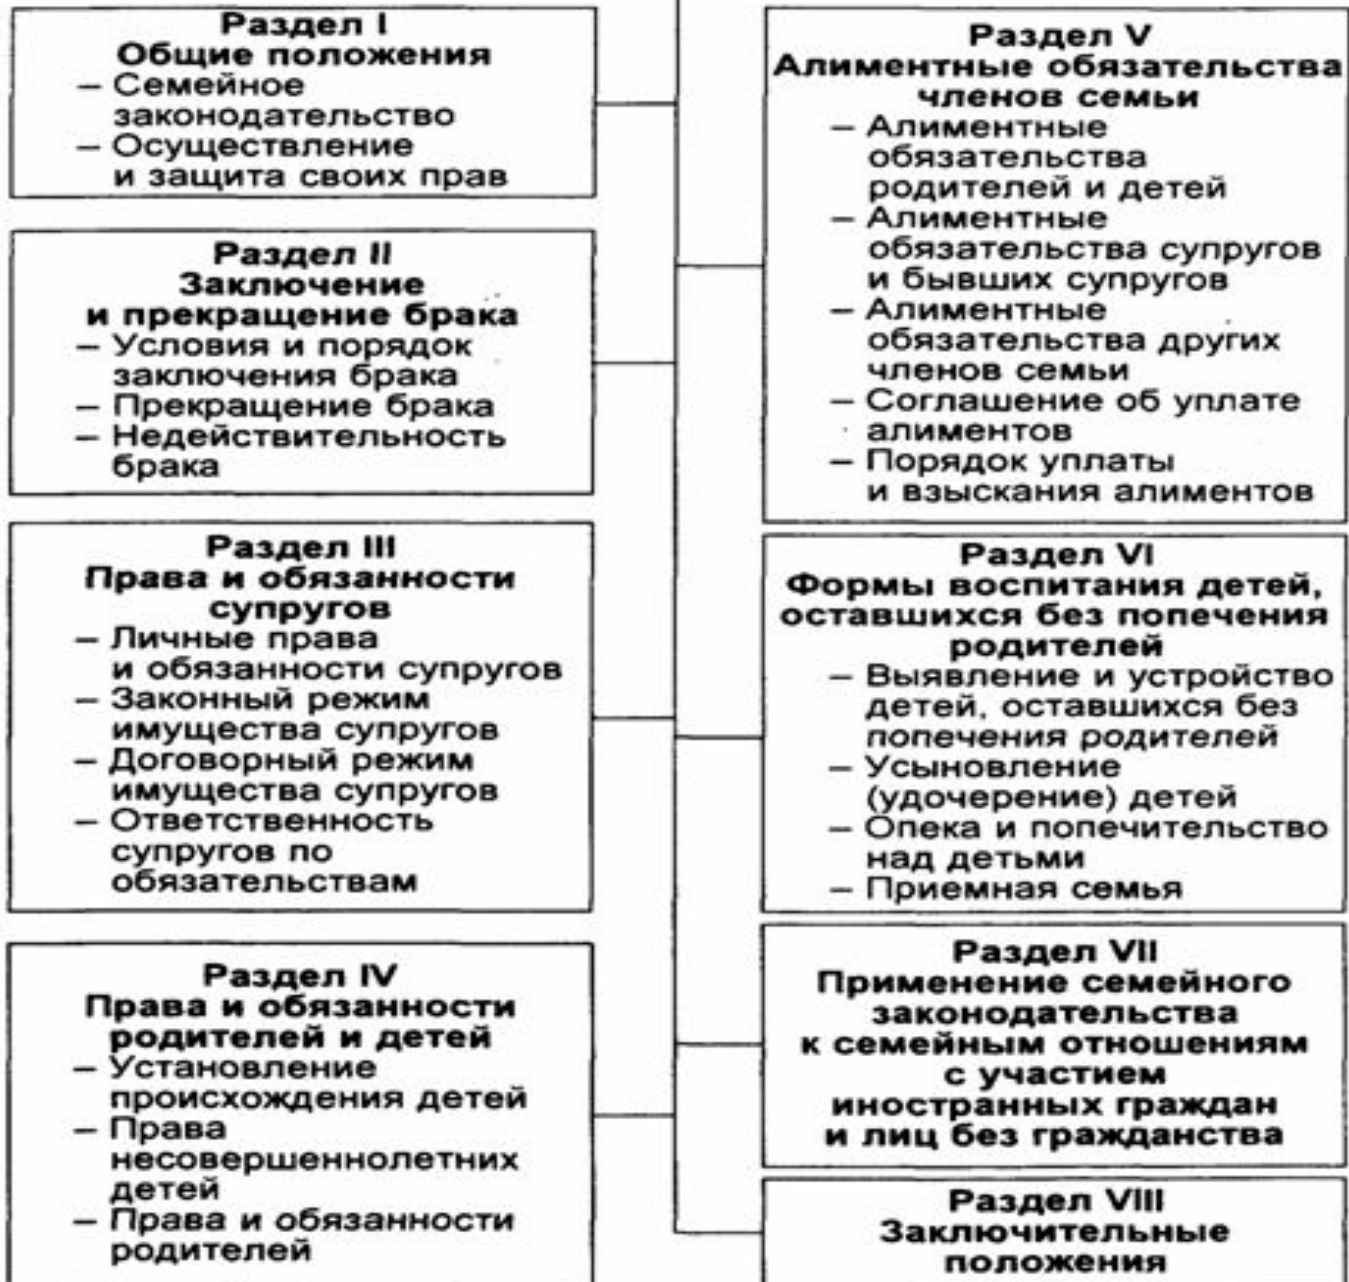 Раздел I
Общие положения
– Семейное
законодательство
– Осуществление
и защита своих прав
Раздел II
Заключение
и прекращение брака
– Условия и порядок
заключения брака
– Прекращение брака
– Недействительность
брака
Раздел III
Права и обязанности
супругов
– Личные права
и обязанности супругов
– Законный режим
имущества супругов
– Договорный режим
имущества супругов
– Ответственность
супругов по
обязательствам
Раздел IV
Права и обязанности
родителей и детей
– Установление
происхождения детей
– Права
несовершеннолетних
детей
– Права и обязанности
родителей
Раздел V
Алиментные обязательства
членов семьи
– Алиментные
обязательства
родителей и детей
– Алиментные
обязательства супругов
и бывших супругов
– Алиментные
обязательства других
членов семьи
– Соглашение об уплате
алиментов
– Порядок уплаты
и взыскания алиментов
Раздел VI
Формы воспитания детей,
оставшихся без попечения
родителей
– Выявление и устройство
детей, оставшихся без
попечения родителей
– Усыновление
(удочерение) детей
– Опека и попечительство
над детьми
– Приемная семья
Раздел VII
Применение семейного
законодательства
к семейным отношениям
с участием
иностранных граждан
и лиц без гражданства
Раздел VIII
Заключительные
положения